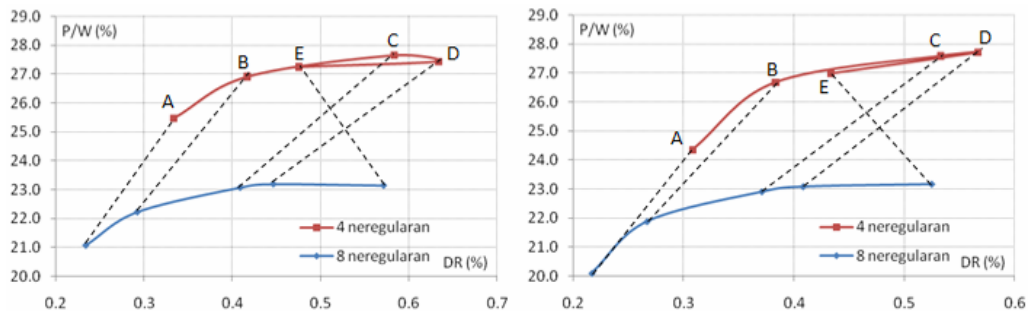 29.0
P/W (%)
28.0
27.0
26.0
25.0
24.0
23.0
22.0
21.0
20.0
A
B
E
C
D
4 neregularan
8 neregularan
DR (%)
0.2 0.3 0.4 0.5 0.6 0.7
29.0
P/W (%)
28.0
27.0
26.0
25.0
24.0
23.0
22.0
21.0
20.0
A
B
E
C
D
4 neregularan
8 neregularan
DR (%)
0.2 0.3 0.4 0.5 0.6